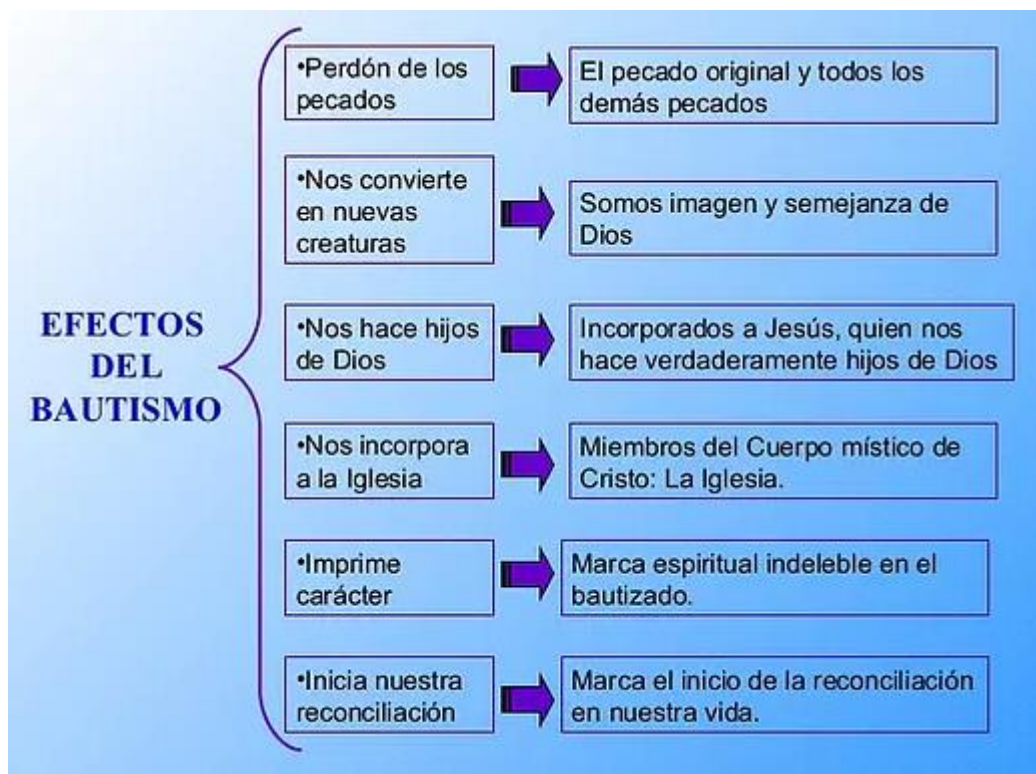 EFECTOS
DEL
BAUTISMO
•Perdón de los
pecados
El pecado original y todos los
demás pecados
•Nos convierte
en nuevas
creaturas
Somos imagen y semejanza de
Dios
•Nos hace hijos
de Dios
Incorporados a Jesús, quien nos
hace verdaderamente hijos de Dios
•Nos incorpora
a la Iglesia
Miembros del Cuerpo místico de
Cristo: La Iglesia.
•Imprime
carácter
Marca espiritual indeleble en el
bautizado.
•Inicia nuestra
reconciliación
Marca el inicio de la reconciliación
en nuestra vida.